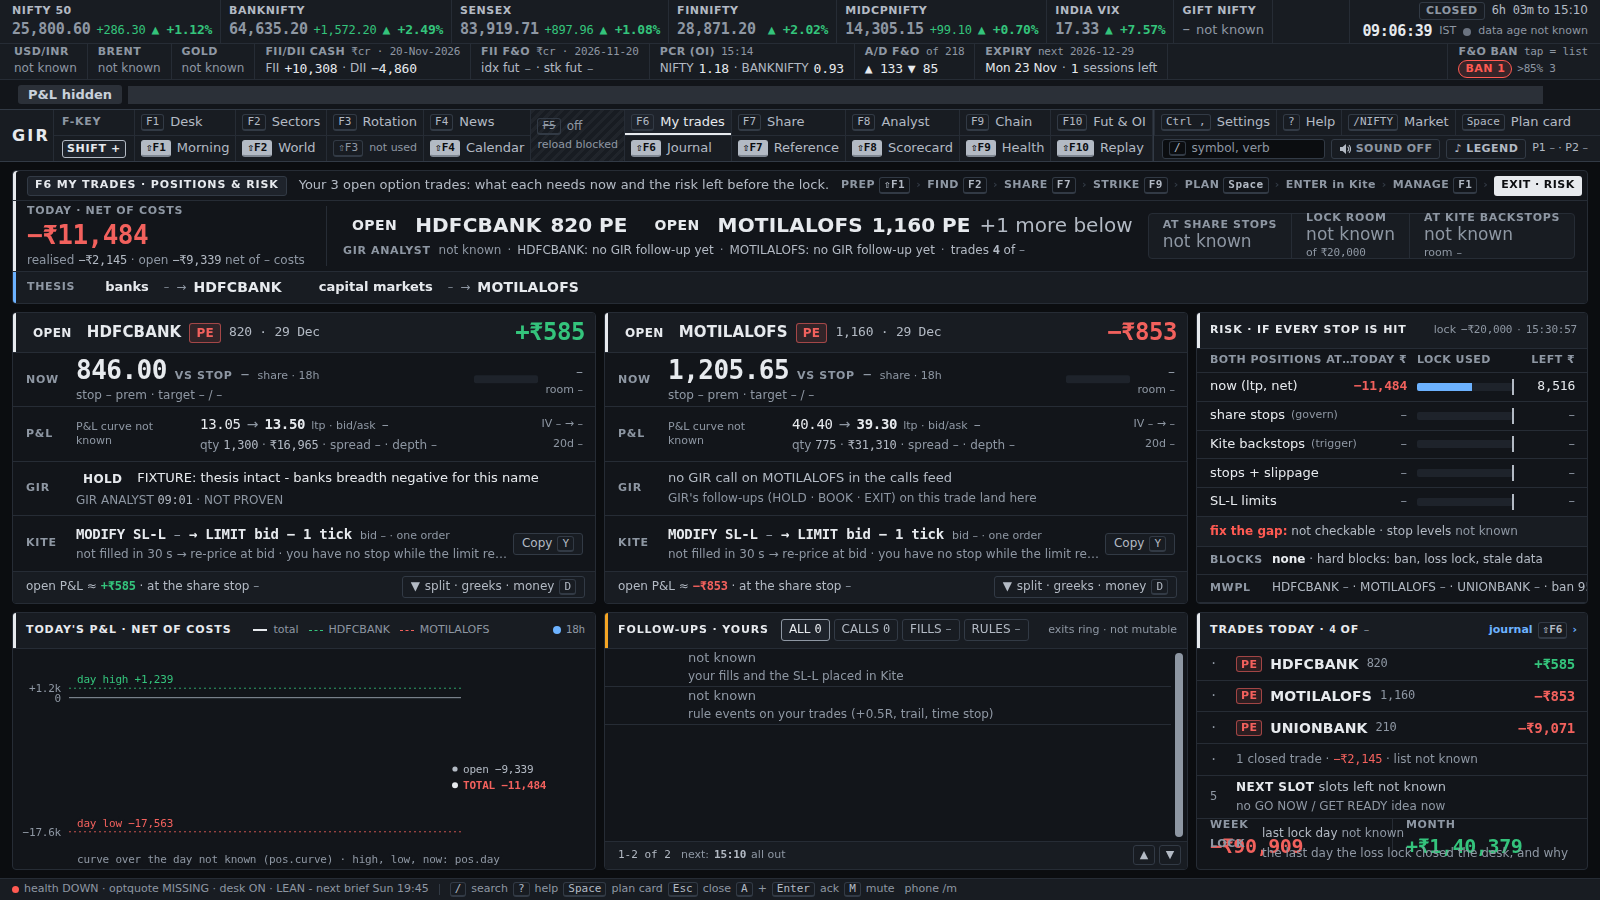 NIFTY 50 BANKNIFTY SENSEX FINNIFTY MIDCPNIFTY INDIA VIX GIFT NIFTY CLOSED 6h 03m to 15:10
25,800.60 +286.30 ▲ +1.12% 64,635.20 +1,572.20 ▲ +2.49% 83,919.71 +897.96 ▲ +1.08% 28,871.20 ▲ +2.02% 14,305.15 +99.10 ▲ +0.70% 17.33 ▲ +7.57% – not known 09:06:39 IST data age not known
USD/INR BRENT GOLD FII/DII CASH ₹cr · 20-Nov-2026 FII F&O ₹cr · 2026-11-20 PCR (OI) 15:14 A/D F&O of 218 EXPIRY next 2026-12-29 F&O BAN tap = list
not known not known not known FII +10,308 · DII −4,860 idx fut – · stk fut – NIFTY 1.18 · BANKNIFTY 0.93 ▲ 133 ▼ 85 Mon 23 Nov · 1 sessions left BAN 1 >85% 3
P&L hidden
GIR F-KEY F1 Desk F2 Sectors F3 Rotation F4 News F5 off F6 My trades F7 Share F8 Analyst F9 Chain F10 Fut & OI Ctrl , Settings ? Help /NIFTY Market Space Plan card
SHIFT + ⇧F1 Morning ⇧F2 World ⇧F3 not used ⇧F4 Calendar reload blocked ⇧F6 Journal ⇧F7 Reference ⇧F8 Scorecard ⇧F9 Health ⇧F10 Replay / symbol, verb SOUND OFF ♪ LEGEND P1 – · P2 –
F6 MY TRADES · POSITIONS & RISK Your 3 open option trades: what each needs now and the risk left before the lock. PREP ⇧F1 › FIND F2 › SHARE F7 › STRIKE F9 › PLAN Space › ENTER in Kite › MANAGE F1 › EXIT · RISK
TODAY · NET OF COSTS
−₹11,484
realised −₹2,145 · open −₹9,339 net of – costs
OPEN HDFCBANK 820 PE OPEN MOTILALOFS 1,160 PE +1 more below
GIR ANALYST not known · HDFCBANK: no GIR follow-up yet · MOTILALOFS: no GIR follow-up yet · trades 4 of –
AT SHARE STOPS
not known
LOCK ROOM
not known
of ₹20,000
AT KITE BACKSTOPS
not known
room –
THESIS banks – → HDFCBANK capital markets – → MOTILALOFS
OPEN HDFCBANK PE 820 · 29 Dec +₹585
NOW 846.00 VS STOP – share · 18h –
stop – prem · target – / – room –
P&L P&L curve not known 13.05 → 13.50 ltp · bid/ask – IV – → –
qty 1,300 · ₹16,965 · spread – · depth – 20d –
GIR HOLD FIXTURE: thesis intact - banks breadth negative for this name
GIR ANALYST 09:01 · NOT PROVEN
KITE MODIFY SL-L – → LIMIT bid − 1 tick bid – · one order Copy Y
not filled in 30 s → re-price at bid · you have no stop while the limit re…
open P&L ≈ +₹585 · at the share stop – ▼ split · greeks · money D
OPEN MOTILALOFS PE 1,160 · 29 Dec −₹853
NOW 1,205.65 VS STOP – share · 18h –
stop – prem · target – / – room –
P&L P&L curve not known 40.40 → 39.30 ltp · bid/ask – IV – → –
qty 775 · ₹31,310 · spread – · depth – 20d –
GIR no GIR call on MOTILALOFS in the calls feed
GIR's follow-ups (HOLD · BOOK · EXIT) on this trade land here
KITE MODIFY SL-L – → LIMIT bid − 1 tick bid – · one order Copy Y
not filled in 30 s → re-price at bid · you have no stop while the limit re…
open P&L ≈ −₹853 · at the share stop – ▼ split · greeks · money D
RISK · IF EVERY STOP IS HIT lock −₹20,000 · 15:30:57
BOTH POSITIONS AT… TODAY ₹ LOCK USED LEFT ₹
now (ltp, net) −11,484 8,516
share stops (govern) – –
Kite backstops (trigger) – –
stops + slippage – –
SL-L limits – –
fix the gap: not checkable · stop levels not known
BLOCKS none · hard blocks: ban, loss lock, stale data
MWPL HDFCBANK – · MOTILALOFS – · UNIONBANK – · ban 9
TODAY'S P&L · NET OF COSTS total HDFCBANK MOTILALOFS 18h
day high +1,239
+1.2k
0
open −9,339
TOTAL −11,484
day low −17,563
−17.6k
curve over the day not known (pos.curve) · high, low, now: pos.day
FOLLOW-UPS · YOURS ALL 0 CALLS 0 FILLS – RULES – exits ring · not mutable
not known
your fills and the SL-L placed in Kite
not known
rule events on your trades (+0.5R, trail, time stop)
1-2 of 2 next: 15:10 all out ▲ ▼
TRADES TODAY · 4 OF – journal ⇧F6 ›
· PE HDFCBANK 820 +₹585
· PE MOTILALOFS 1,160 −₹853
· PE UNIONBANK 210 −₹9,071
· 1 closed trade · −₹2,145 · list not known
5 NEXT SLOT slots left not known
no GO NOW / GET READY idea now
WEEK MONTH
LOCK last lock day not known
−₹90,909 +₹1,40,379
the last day the loss lock closed the desk, and why
health DOWN · optquote MISSING · desk ON · LEAN - next brief Sun 19:45 / search ? help Space plan card Esc close A + Enter ack M mute phone /m